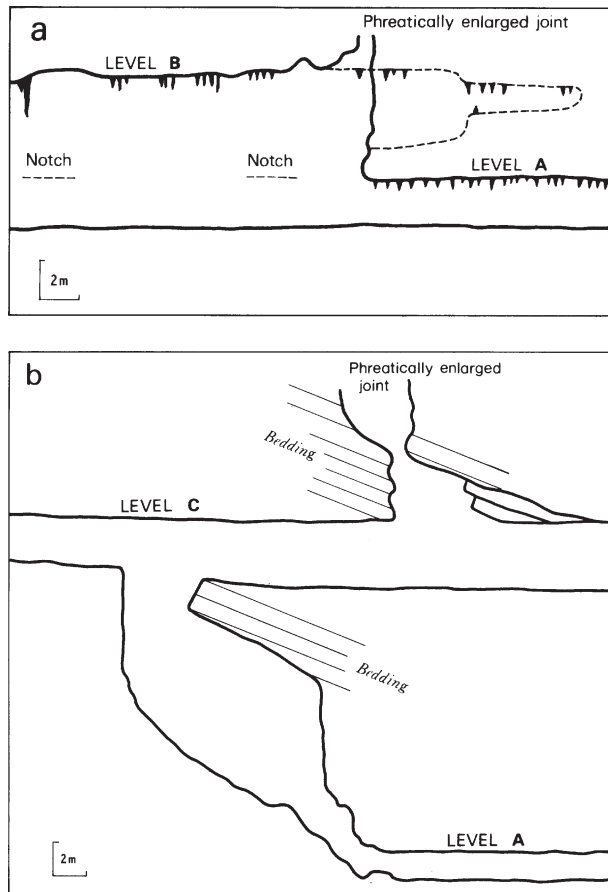 a
Phreatically enlarged joint
LEVEL B
Notch
Notch
LEVEL A
2m
b
Phreatically enlarged
joint
Bedding
LEVEL C
Bedding
LEVEL A
2m